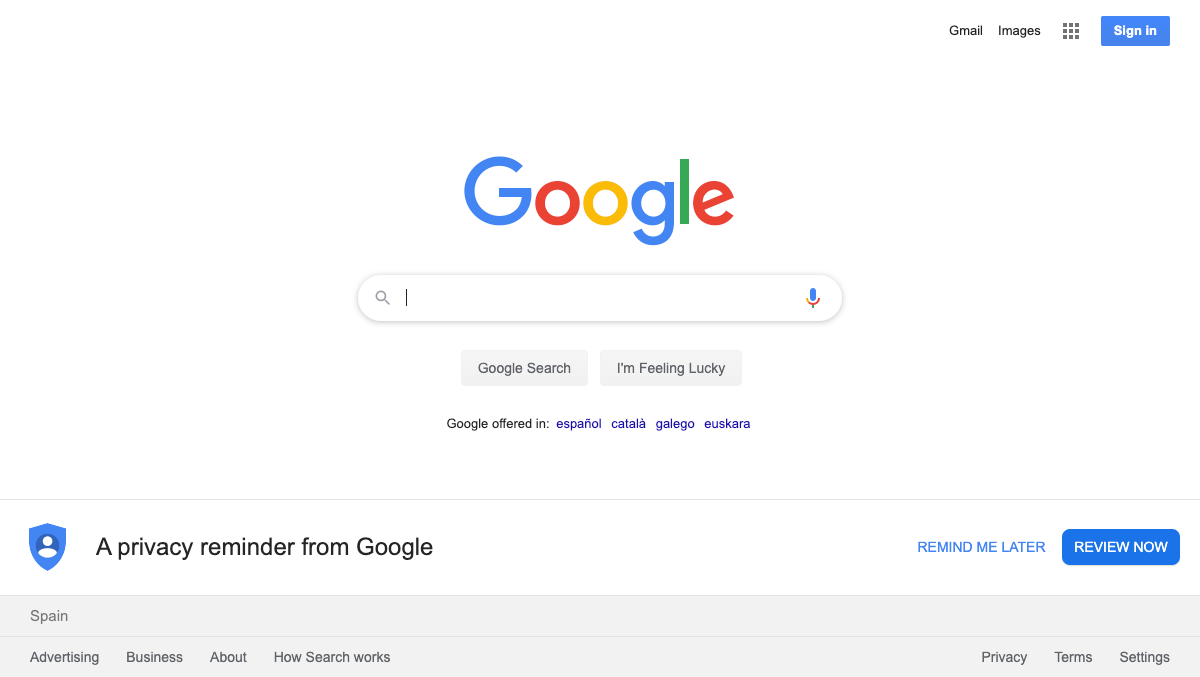 Gmail Images Sign in
Google
Google Search I'm Feeling Lucky
Google offered in: español català galego euskara
A privacy reminder from Google REMIND ME LATER REVIEW NOW
Spain
Advertising Business About How Search works Privacy Terms Settings